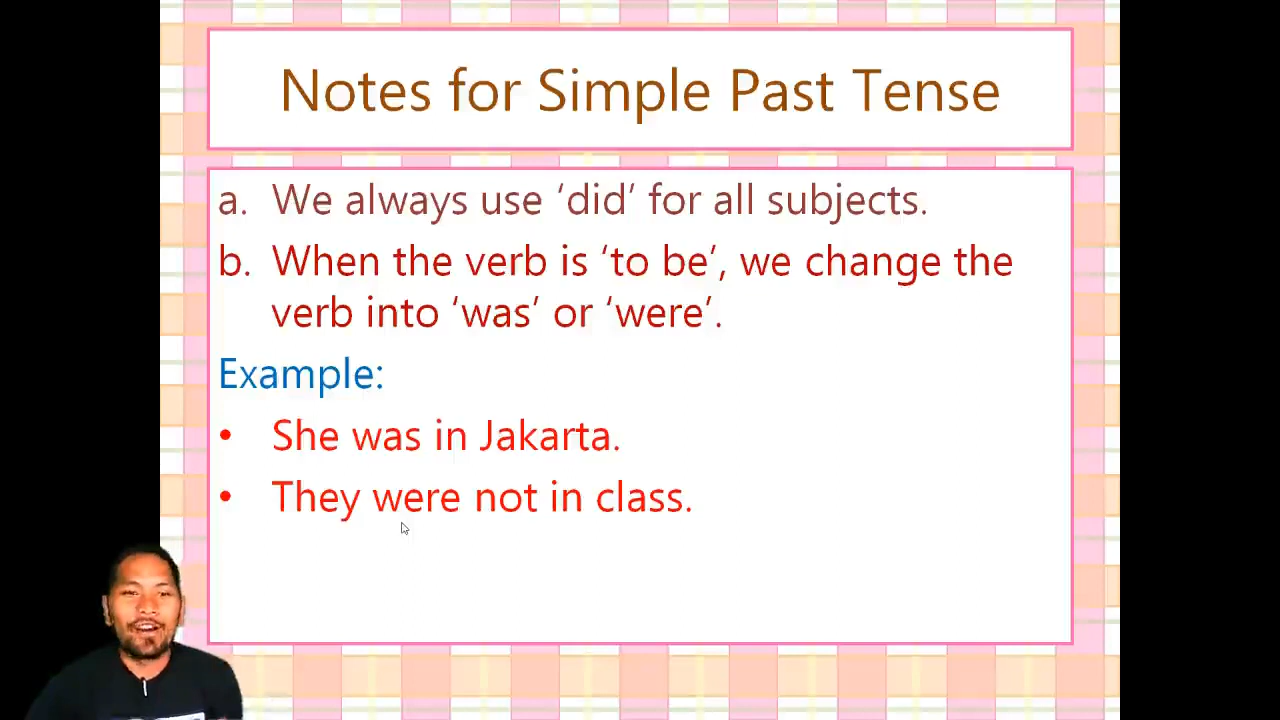 Notes for Simple Past Tense
a. We always use ‘did’ for all subjects.
b. When the verb is ‘to be’, we change the
verb into ‘was’ or ‘were’.
Example:
• She was in Jakarta.
• They were not in class.